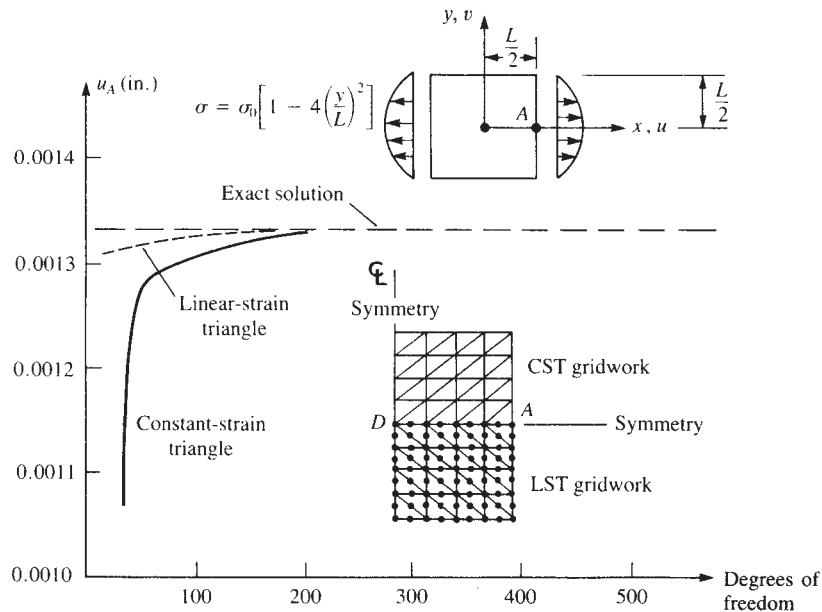 y, v
L
2
u_A (in.)
σ = σ₀[1 − 4(y/L)²]
A
x, u
L
2
0.0014
Exact solution
0.0013
℄
Linear-strain
triangle
Symmetry
0.0012
CST gridwork
Constant-strain
triangle
D
A
Symmetry
0.0011
LST gridwork
0.0010
100
200
300
400
500
Degrees of
freedom